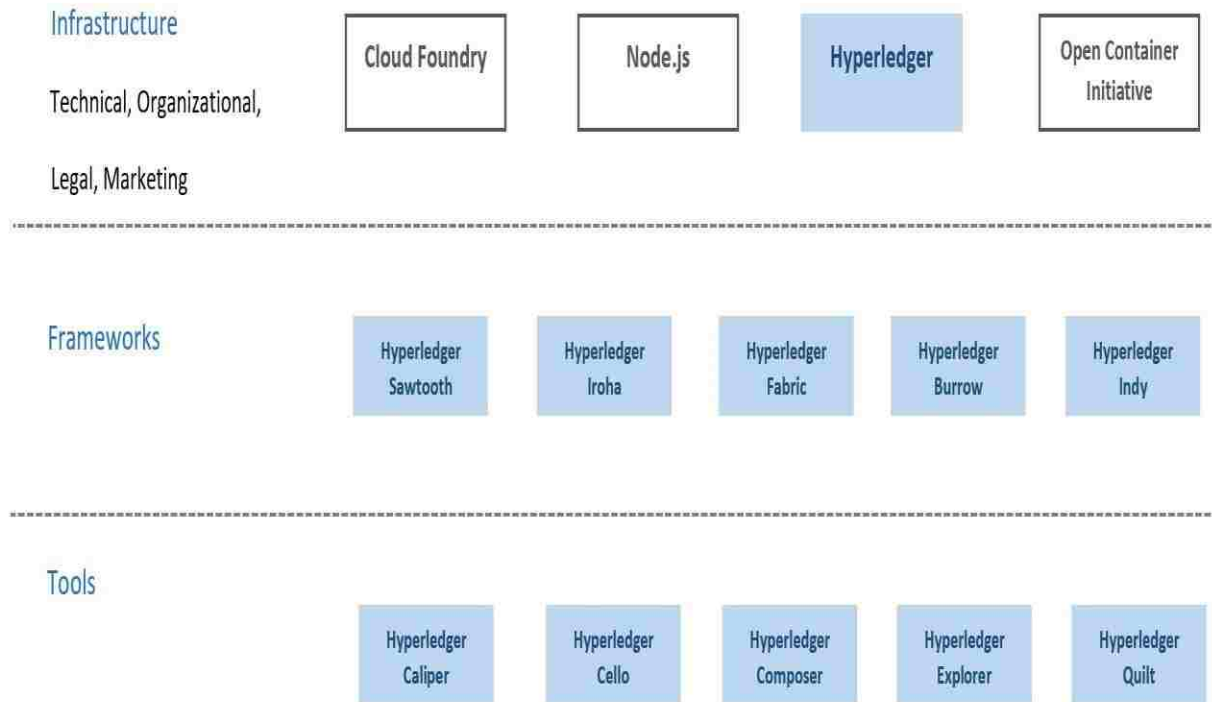 Infrastructure
Technical, Organizational,
Legal, Marketing
Cloud Foundry
Node.js
Hyperledger
Open Container
Initiative
Frameworks
Hyperledger
Sawtooth
Hyperledger
Iroha
Hyperledger
Fabric
Hyperledger
Burrow
Hyperledger
Indy
Tools
Hyperledger
Caliper
Hyperledger
Cello
Hyperledger
Composer
Hyperledger
Explorer
Hyperledger
Quilt